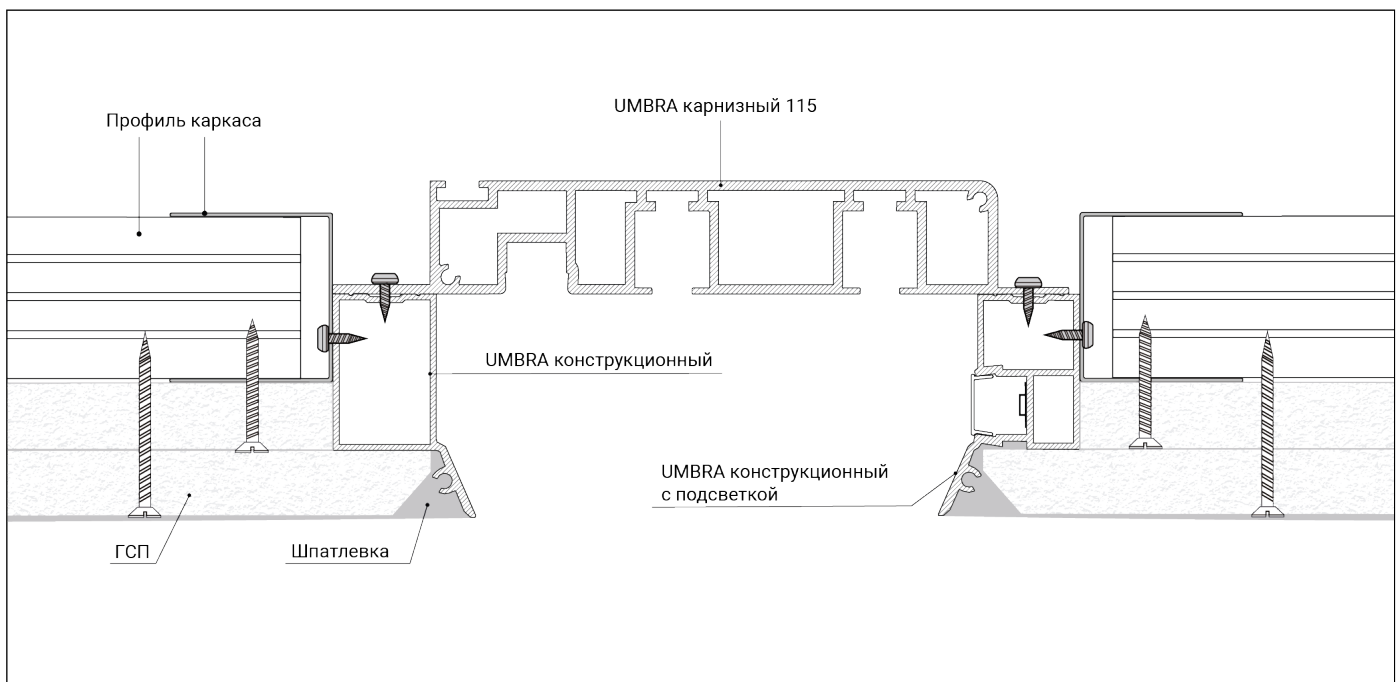 UMBRA карнизный 115
Профиль каркаса
UMBRA конструкционный
UMBRA конструкционный
с подсветкой
ГСП
Шпатлевка